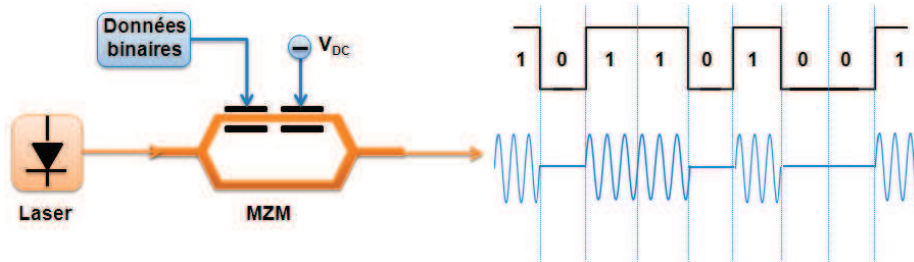 Données
binaires
V_DC
Laser
MZM
1 0 1 1 0 1 0 0 1